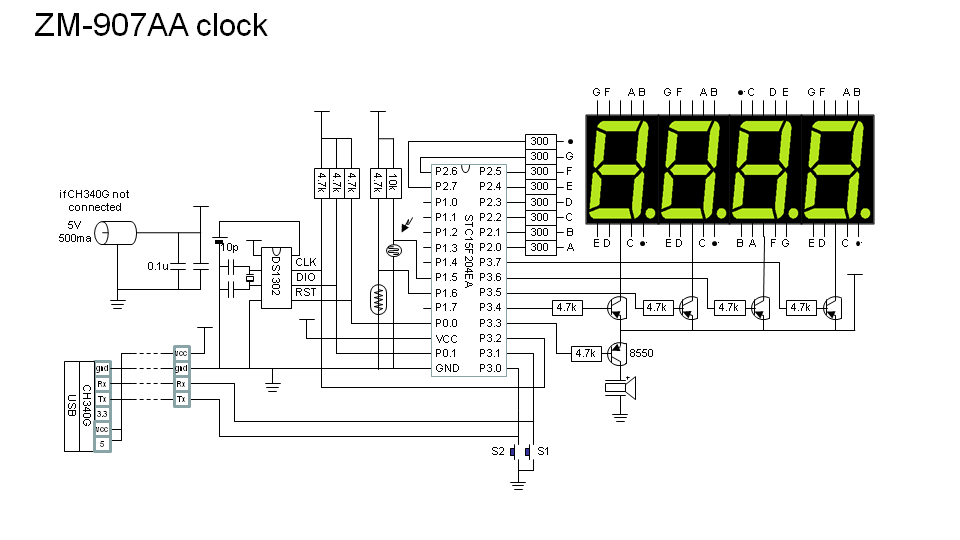 ZM-907AA clock
G F A B G F A B • C D E G F A B
300 •
300 G
300 F
300 E
300 D
300 C
300 B
300 A
E D C • E D C • B A F G E D C •
4.7k 4.7k 4.7k 4.7k 10k
ifCH340G not
connected
5V
500ma
0.1u
10p
DS1302
CLK
DIO
RST
STC15F204EA
P2.6 P2.5
P2.7 P2.4
P1.0 P2.3
P1.1 P2.2
P1.2 P2.1
P1.3 P2.0
P1.4 P3.7
P1.5 P3.6
P1.6 P3.5
P1.7 P3.4
P0.0 P3.3
VCC P3.2
P0.1 P3.1
GND P3.0
4.7k 4.7k 4.7k 4.7k
4.7k 8550
+
USB
CH340G
gnd
Rx
Tx
3.3
vcc
5
vcc
gnd
Rx
Tx
S2 S1